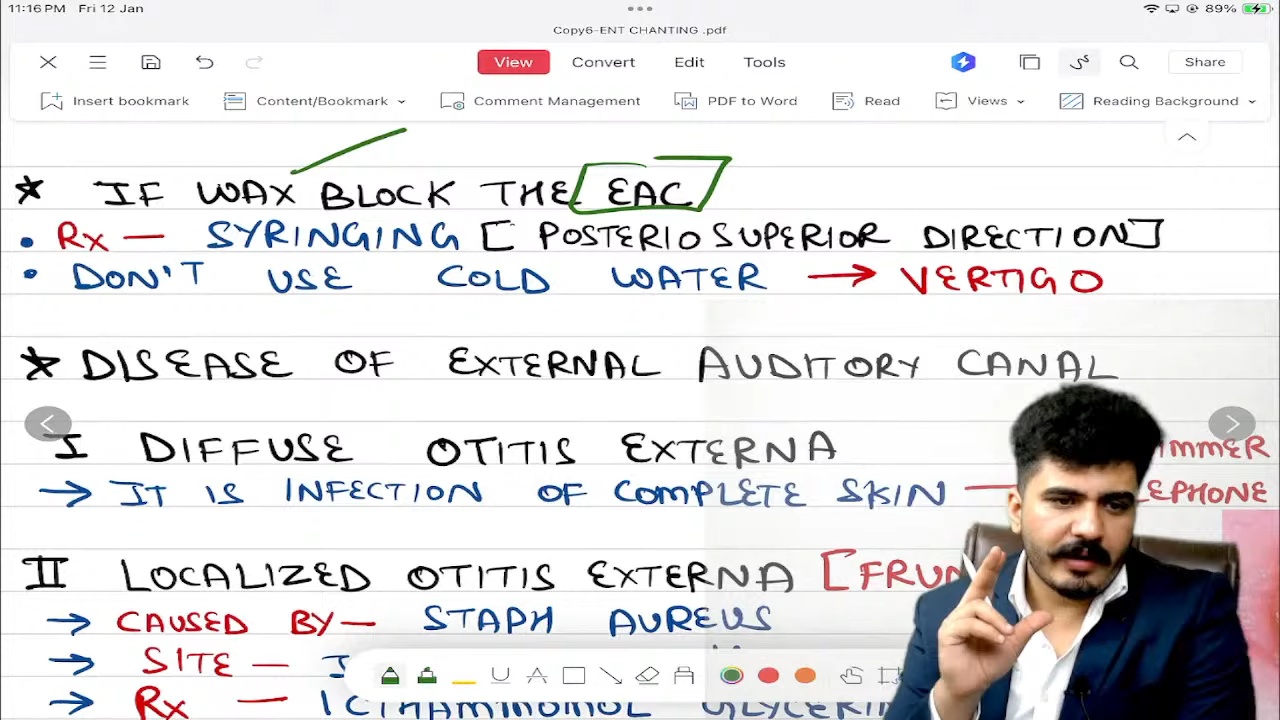 11:16 PM Fri 12 Jan
89%
Copy6-ENT CHANTING .pdf
View Convert Edit Tools Share
Insert bookmark Content/Bookmark Comment Management PDF to Word Read Views Reading Background
* IF WAX BLOCK THE EAC
• Rx — SYRINGING [POSTERIOSUPERIOR DIRECTION]
• DON'T USE COLD WATER → VERTIGO
* DISEASE OF EXTERNAL AUDITORY CANAL
I DIFFUSE OTITIS EXTERNA
→ IT IS INFECTION OF COMPLETE SKIN —
II LOCALIZED OTITIS EXTERNA
→ CAUSED BY — STAPH AUREUS
→ SITE —
→ Rx —